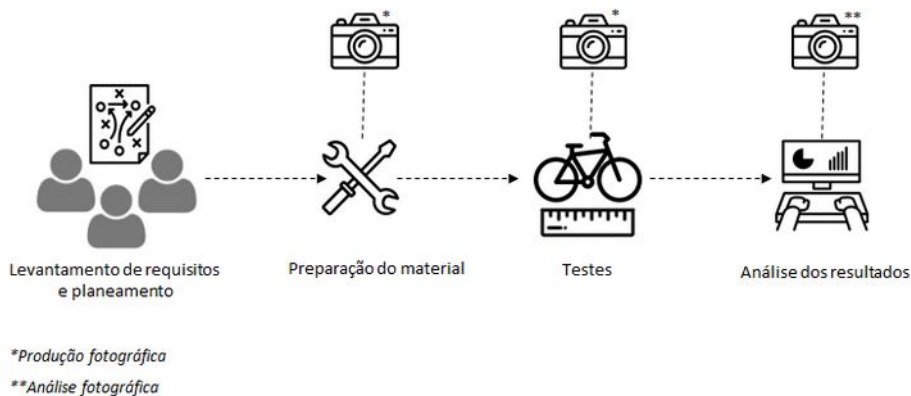 *
*
**
Levantamento de requisitos
e planeamento
Preparação do material
Testes
Análise dos resultados
*Produção fotográfica
**Análise fotográfica